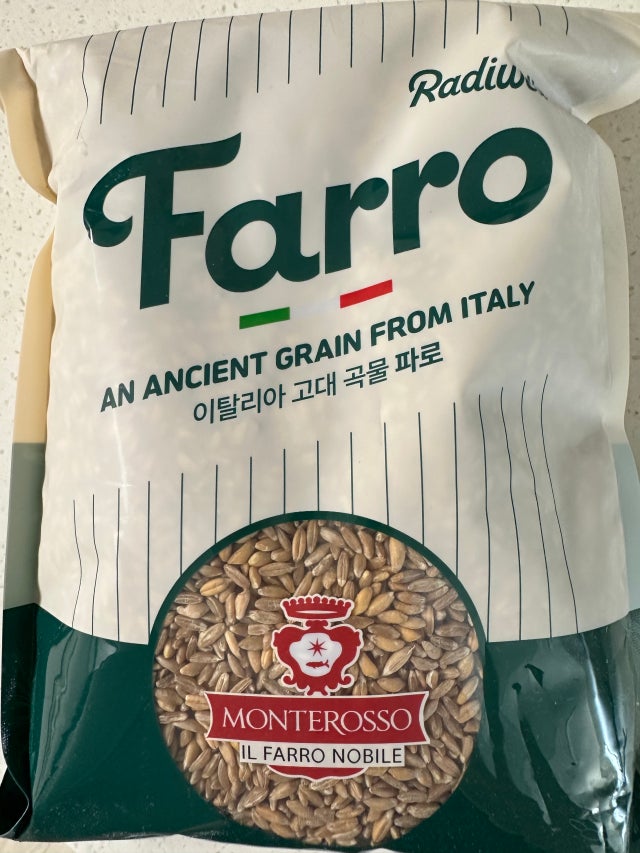 Farro
AN ANCIENT GRAIN FROM ITALY
이탈리아 고대 곡물 파로
MONTEROSSO
IL FARRO NOBILE